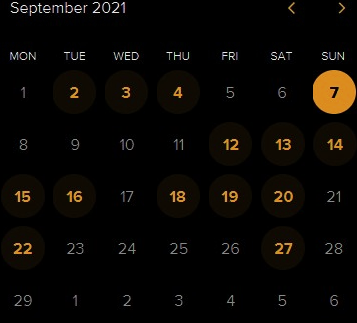 September 2021
MON TUE WED THU FRI SAT SUN
1 2 3 4 5 6 7
8 9 10 11 12 13 14
15 16 17 18 19 20 21
22 23 24 25 26 27 28
29 1 2 3 4 5 6